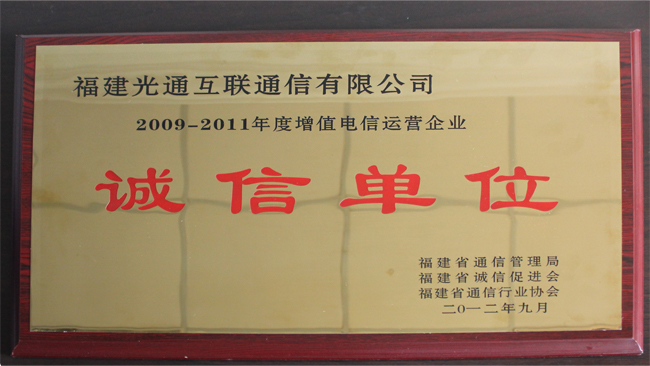 福建光通互联通信有限公司
2009-2011年度增值电信运营企业
诚信单位
福建省通信管理局
福建省诚信促进会
福建省通信行业协会
二〇一二年九月